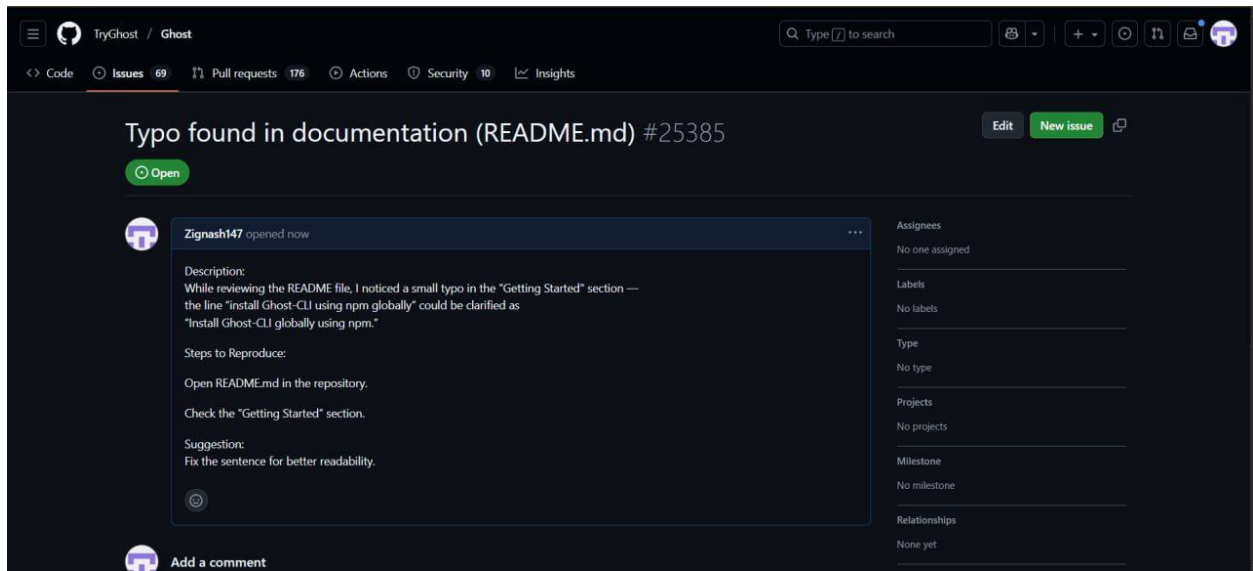 TryGhost / Ghost
Type / to search
<> Code Issues 69 Pull requests 176 Actions Security 10 Insights
Typo found in documentation (README.md) #25385
Edit New issue
Open
Zignash147 opened now
Description:
While reviewing the README file, I noticed a small typo in the "Getting Started" section —
the line "install Ghost-CLI using npm globally" could be clarified as
"Install Ghost-CLI globally using npm."
Steps to Reproduce:
Open README.md in the repository.
Check the "Getting Started" section.
Suggestion:
Fix the sentence for better readability.
Add a comment
Assignees
No one assigned
Labels
No labels
Type
No type
Projects
No projects
Milestone
No milestone
Relationships
None yet